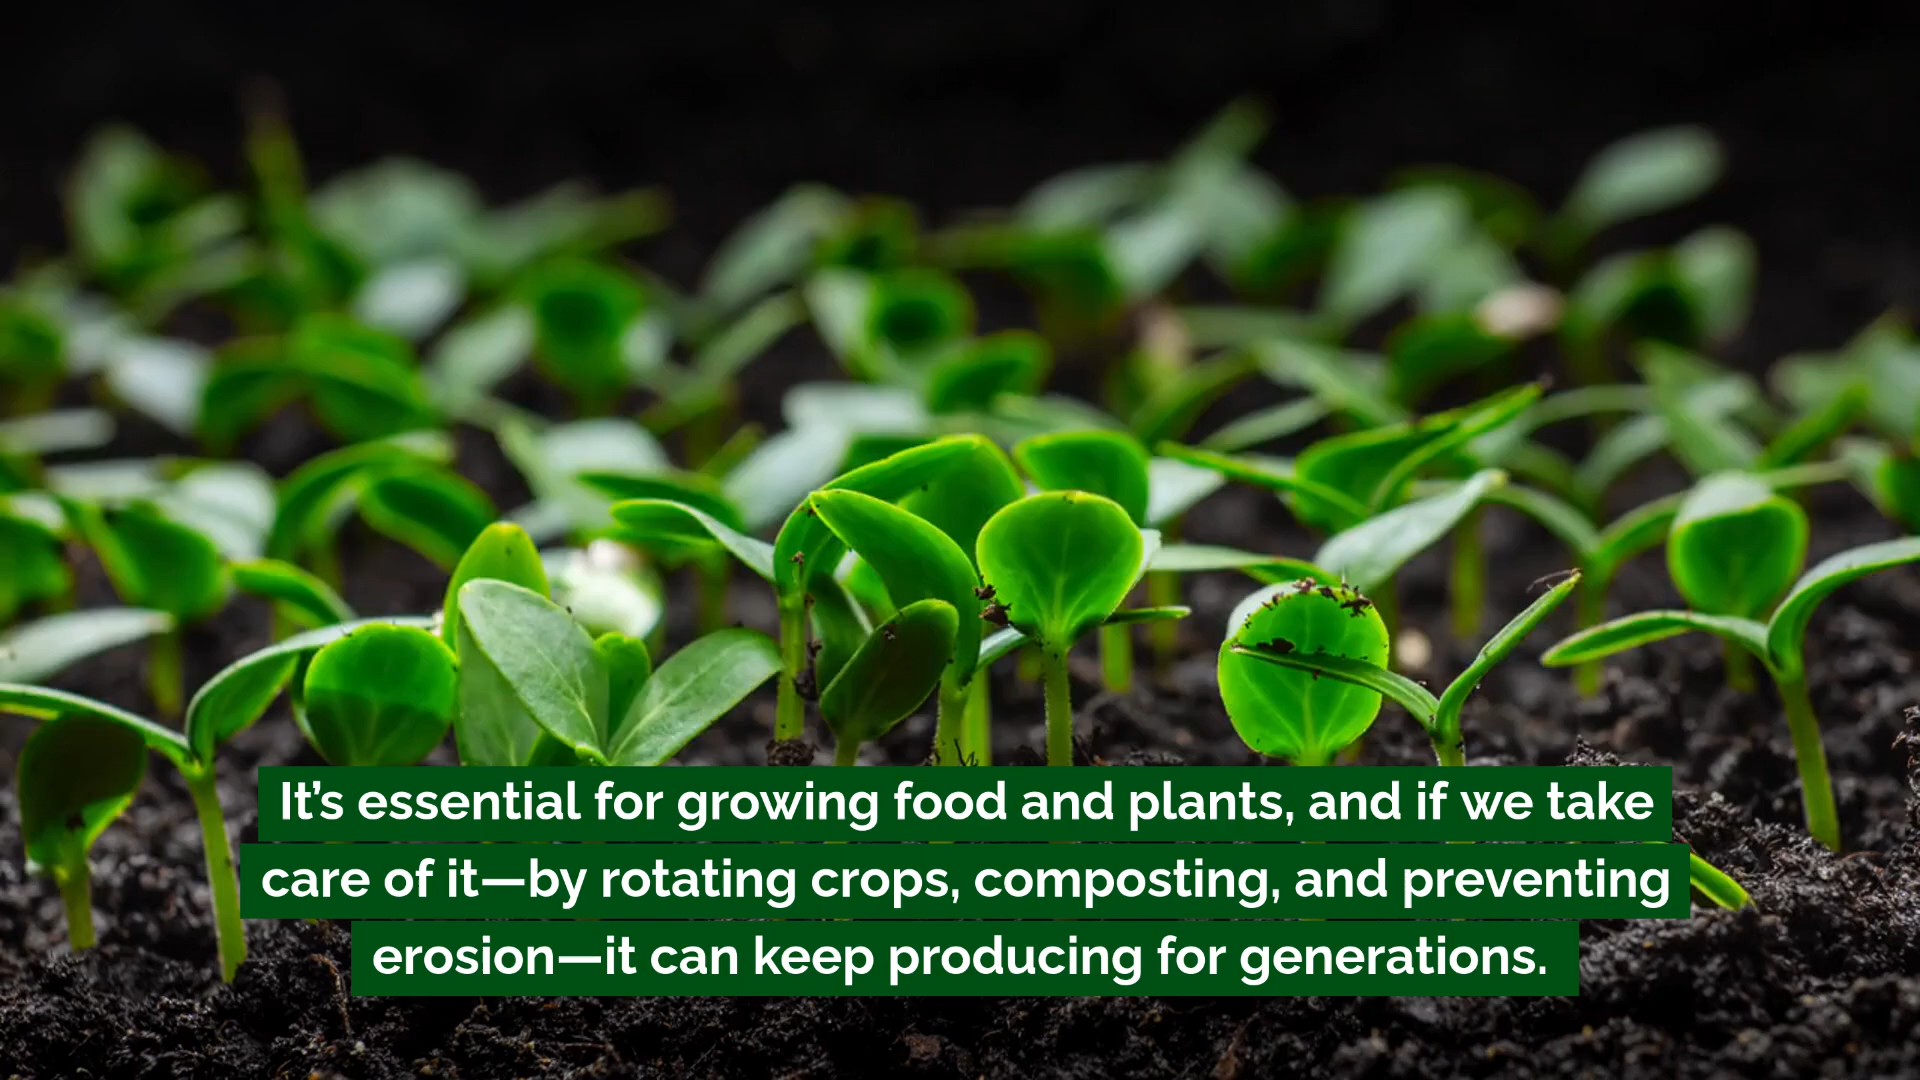 It’s essential for growing food and plants, and if we take
care of it—by rotating crops, composting, and preventing
erosion—it can keep producing for generations.